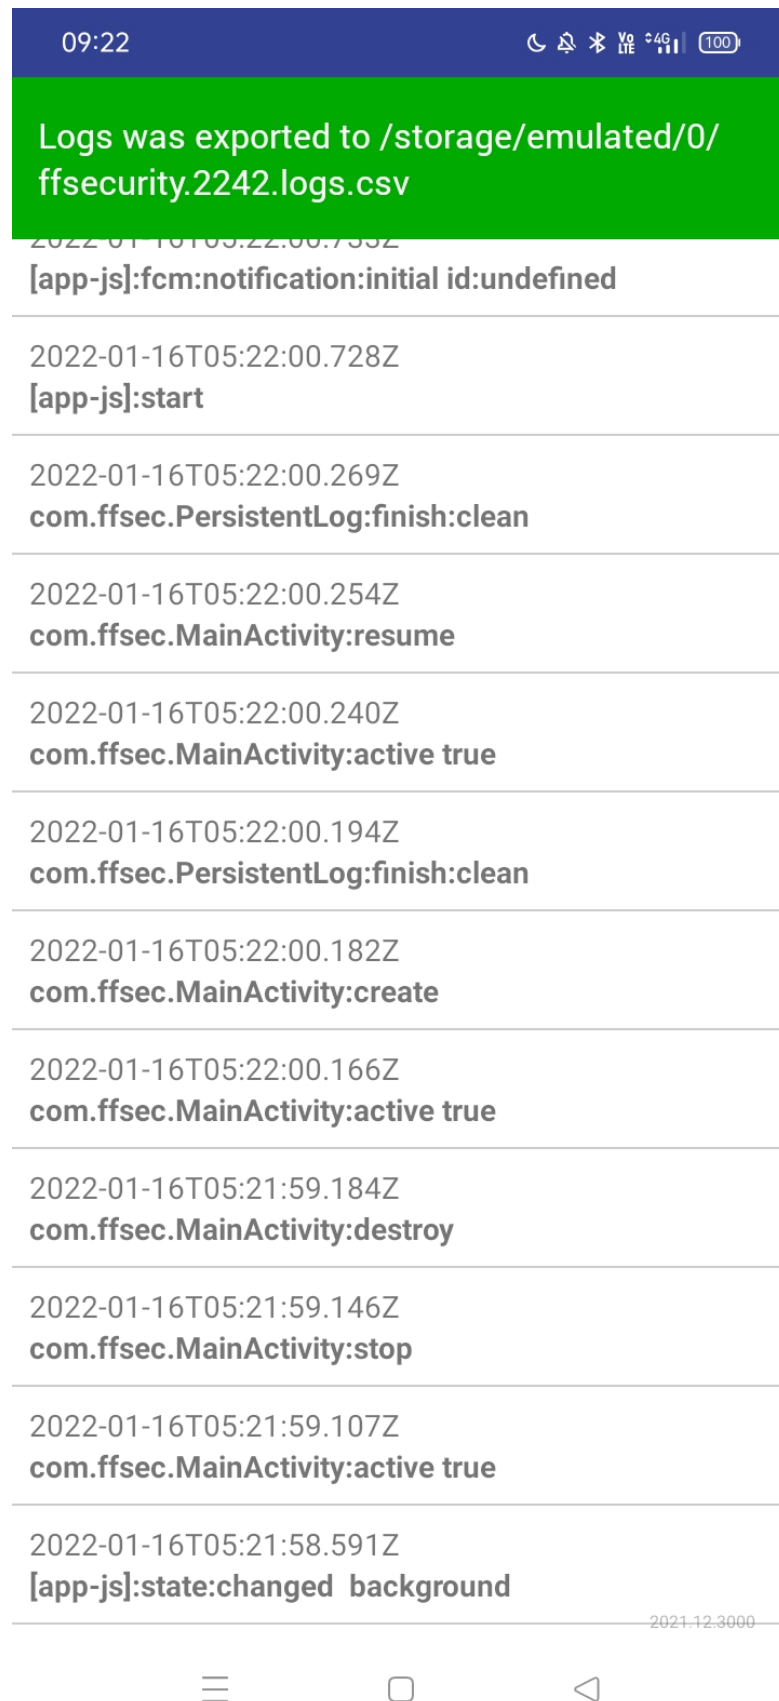 09:22
Vo LTE 4G 100
Logs was exported to /storage/emulated/0/
ffsecurity.2242.logs.csv
[app-js]:fcm:notification:initial id:undefined
2022-01-16T05:22:00.728Z
[app-js]:start
2022-01-16T05:22:00.269Z
com.ffsec.PersistentLog:finish:clean
2022-01-16T05:22:00.254Z
com.ffsec.MainActivity:resume
2022-01-16T05:22:00.240Z
com.ffsec.MainActivity:active true
2022-01-16T05:22:00.194Z
com.ffsec.PersistentLog:finish:clean
2022-01-16T05:22:00.182Z
com.ffsec.MainActivity:create
2022-01-16T05:22:00.166Z
com.ffsec.MainActivity:active true
2022-01-16T05:21:59.184Z
com.ffsec.MainActivity:destroy
2022-01-16T05:21:59.146Z
com.ffsec.MainActivity:stop
2022-01-16T05:21:59.107Z
com.ffsec.MainActivity:active true
2022-01-16T05:21:58.591Z
[app-js]:state:changed  background
2021.12.3000